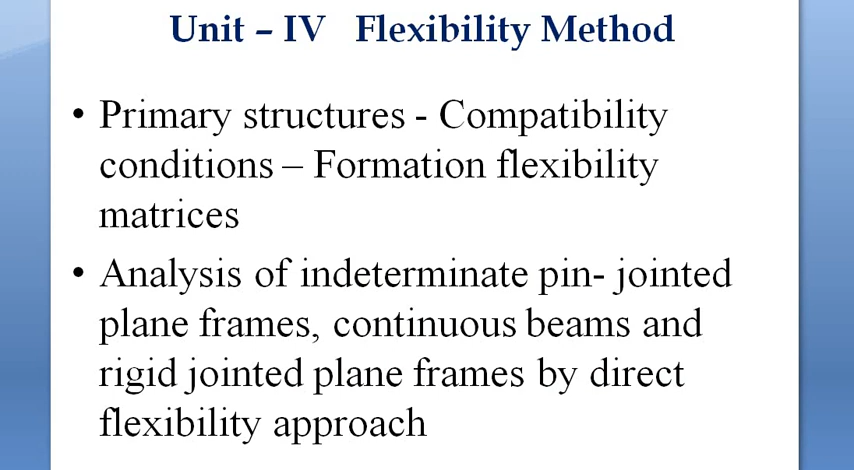 Unit – IV Flexibility Method
• Primary structures - Compatibility
conditions – Formation flexibility
matrices
• Analysis of indeterminate pin- jointed
plane frames, continuous beams and
rigid jointed plane frames by direct
flexibility approach